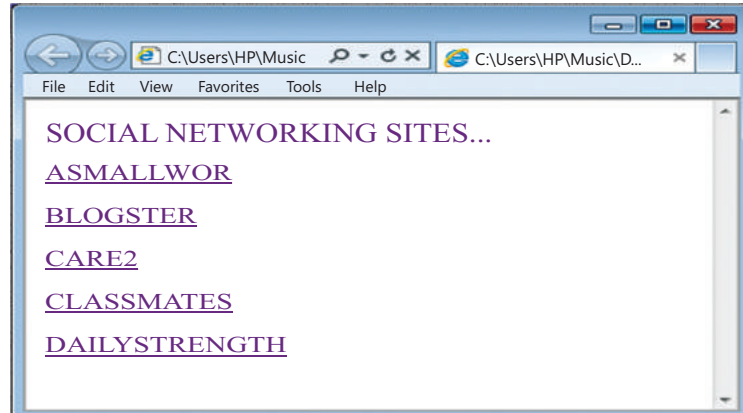 C:\Users\HP\Music
C:\Users\HP\Music\D...
File Edit View Favorites Tools Help
SOCIAL NETWORKING SITES...
ASMALLWOR
BLOGSTER
CARE2
CLASSMATES
DAILYSTRENGTH